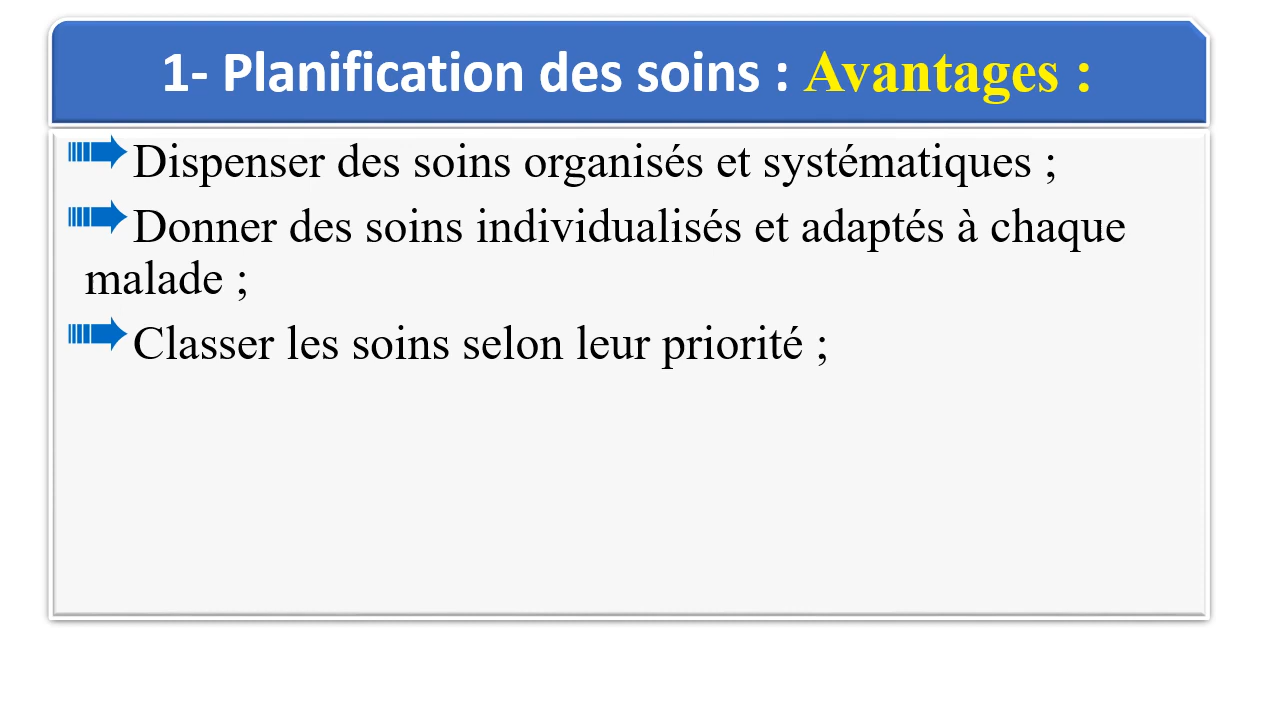 1- Planification des soins : Avantages :
Dispenser des soins organisés et systématiques ;
Donner des soins individualisés et adaptés à chaque
malade ;
Classer les soins selon leur priorité ;